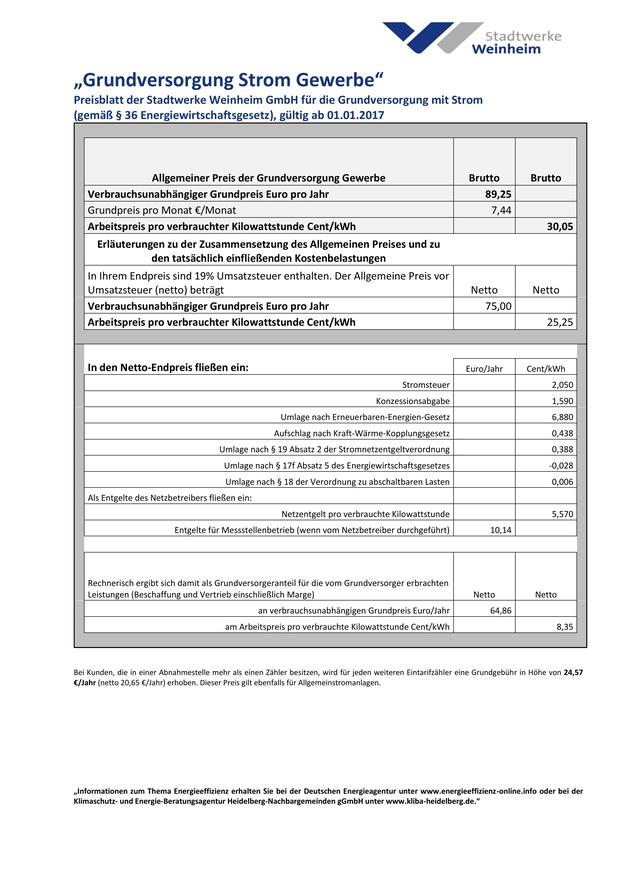 Stadtwerke
Weinheim
„Grundversorgung Strom Gewerbe“
Preisblatt der Stadtwerke Weinheim GmbH für die Grundversorgung mit Strom
(gemäß § 36 Energiewirtschaftsgesetz), gültig ab 01.01.2017
Allgemeiner Preis der Grundversorgung Gewerbe Brutto Brutto
Verbrauchsunabhängiger Grundpreis Euro pro Jahr 89,25
Grundpreis pro Monat €/Monat 7,44
Arbeitspreis pro verbrauchter Kilowattstunde Cent/kWh 30,05
Erläuterungen zu der Zusammensetzung des Allgemeinen Preises und zu
den tatsächlich einfließenden Kostenbelastungen
In Ihrem Endpreis sind 19% Umsatzsteuer enthalten. Der Allgemeine Preis vor
Umsatzsteuer (netto) beträgt Netto Netto
Verbrauchsunabhängiger Grundpreis Euro pro Jahr 75,00
Arbeitspreis pro verbrauchter Kilowattstunde Cent/kWh 25,25
In den Netto-Endpreis fließen ein: Euro/Jahr Cent/kWh
Stromsteuer 2,050
Konzessionsabgabe 1,590
Umlage nach Erneuerbaren-Energien-Gesetz 6,880
Aufschlag nach Kraft-Wärme-Kopplungsgesetz 0,438
Umlage nach § 19 Absatz 2 der Stromnetzentgeltverordnung 0,388
Umlage nach § 17f Absatz 5 des Energiewirtschaftsgesetzes -0,028
Umlage nach § 18 der Verordnung zu abschaltbaren Lasten 0,006
Als Entgelte des Netzbetreibers fließen ein:
Netzentgelt pro verbrauchte Kilowattstunde 5,570
Entgelte für Messstellenbetrieb (wenn vom Netzbetreiber durchgeführt) 10,14
Rechnerisch ergibt sich damit als Grundversorgeranteil für die vom Grundversorger erbrachten
Leistungen (Beschaffung und Vertrieb einschließlich Marge) Netto Netto
an verbrauchsunabhängigen Grundpreis Euro/Jahr 64,86
am Arbeitspreis pro verbrauchte Kilowattstunde Cent/kWh 8,35
Bei Kunden, die in einer Abnahmestelle mehr als einen Zähler besitzen, wird für jeden weiteren Eintarifzähler eine Grundgebühr in Höhe von 24,57
€/Jahr (netto 20,65 €/Jahr) erhoben. Dieser Preis gilt ebenfalls für Allgemeinstromanlagen.
„Informationen zum Thema Energieeffizienz erhalten Sie bei der Deutschen Energieagentur unter www.energieeffizienz-online.info oder bei der
Klimaschutz- und Energie-Beratungsagentur Heidelberg-Nachbargemeinden gGmbH unter www.kliba-heidelberg.de.“